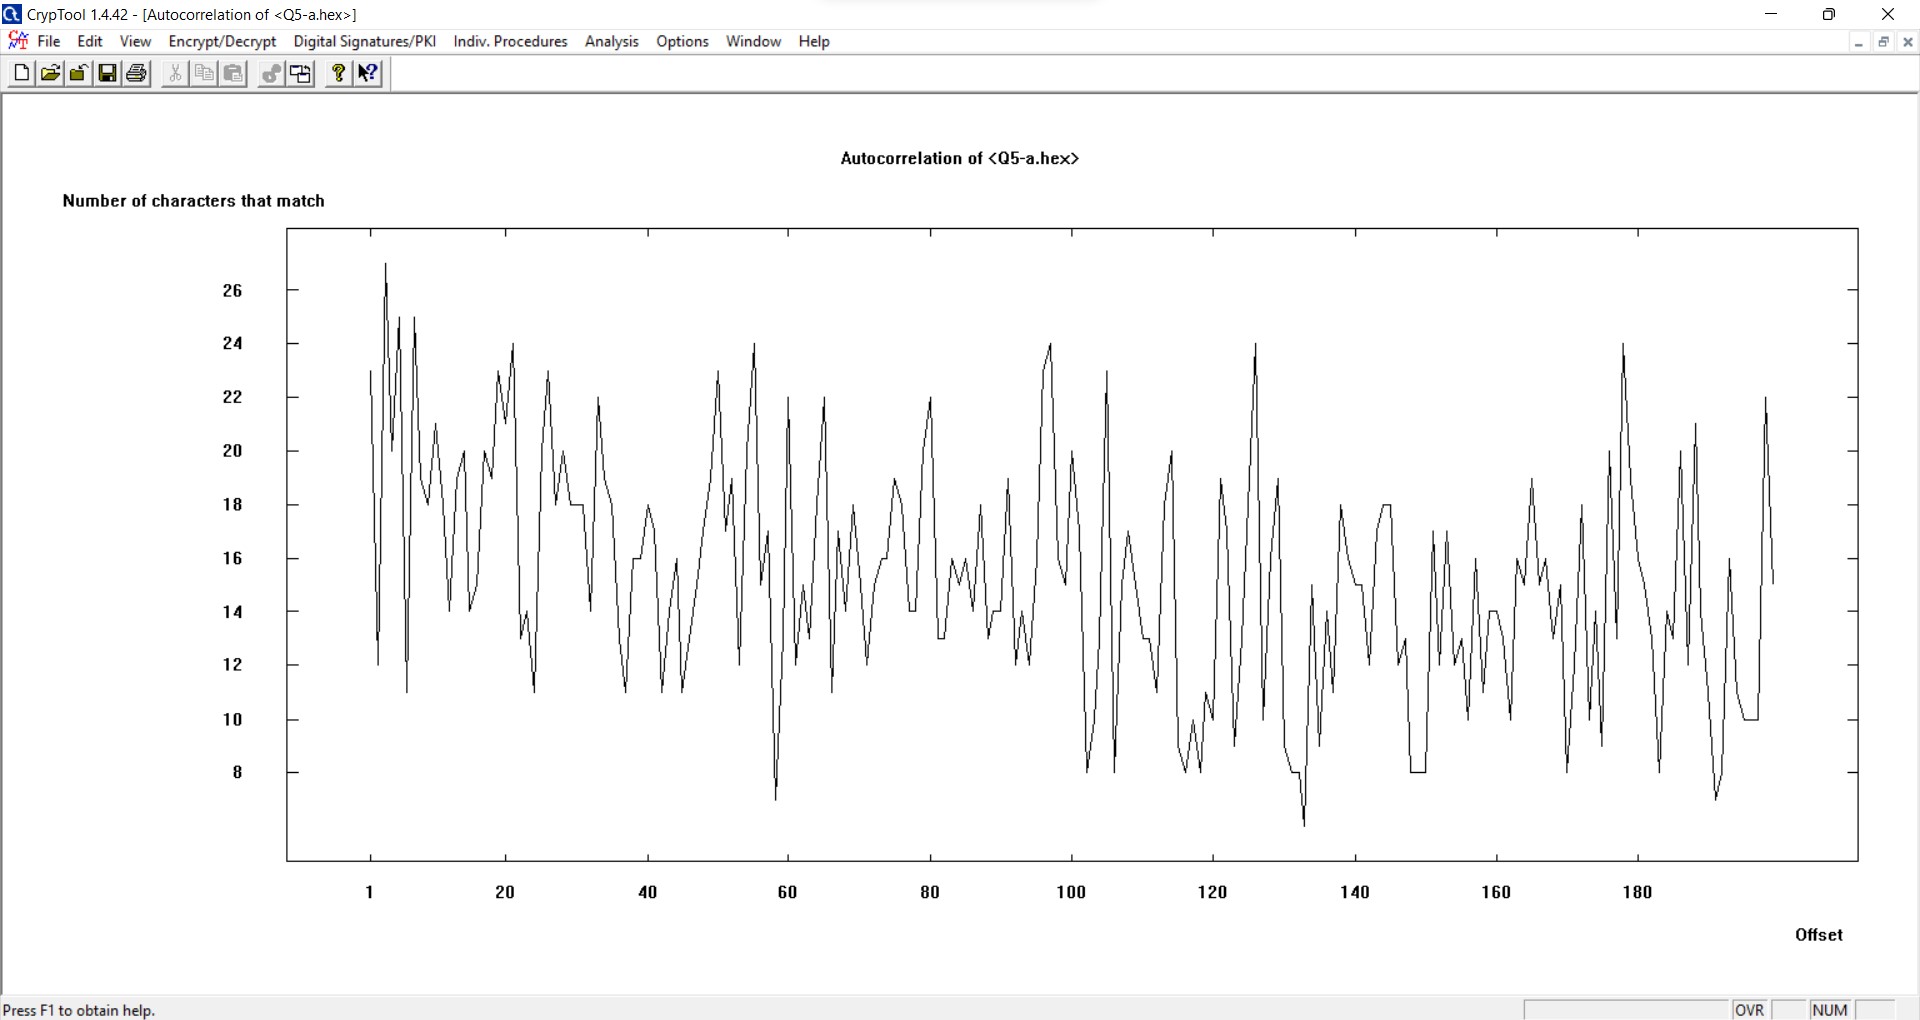 CrypTool 1.4.42 - [Autocorrelation of <Q5-a.hex>]
File Edit View Encrypt/Decrypt Digital Signatures/PKI Indiv. Procedures Analysis Options Window Help
Autocorrelation of <Q5-a.hex>
Number of characters that match
26
24
22
20
18
16
14
12
10
8
1 20 40 60 80 100 120 140 160 180
Offset
Press F1 to obtain help. OVR NUM